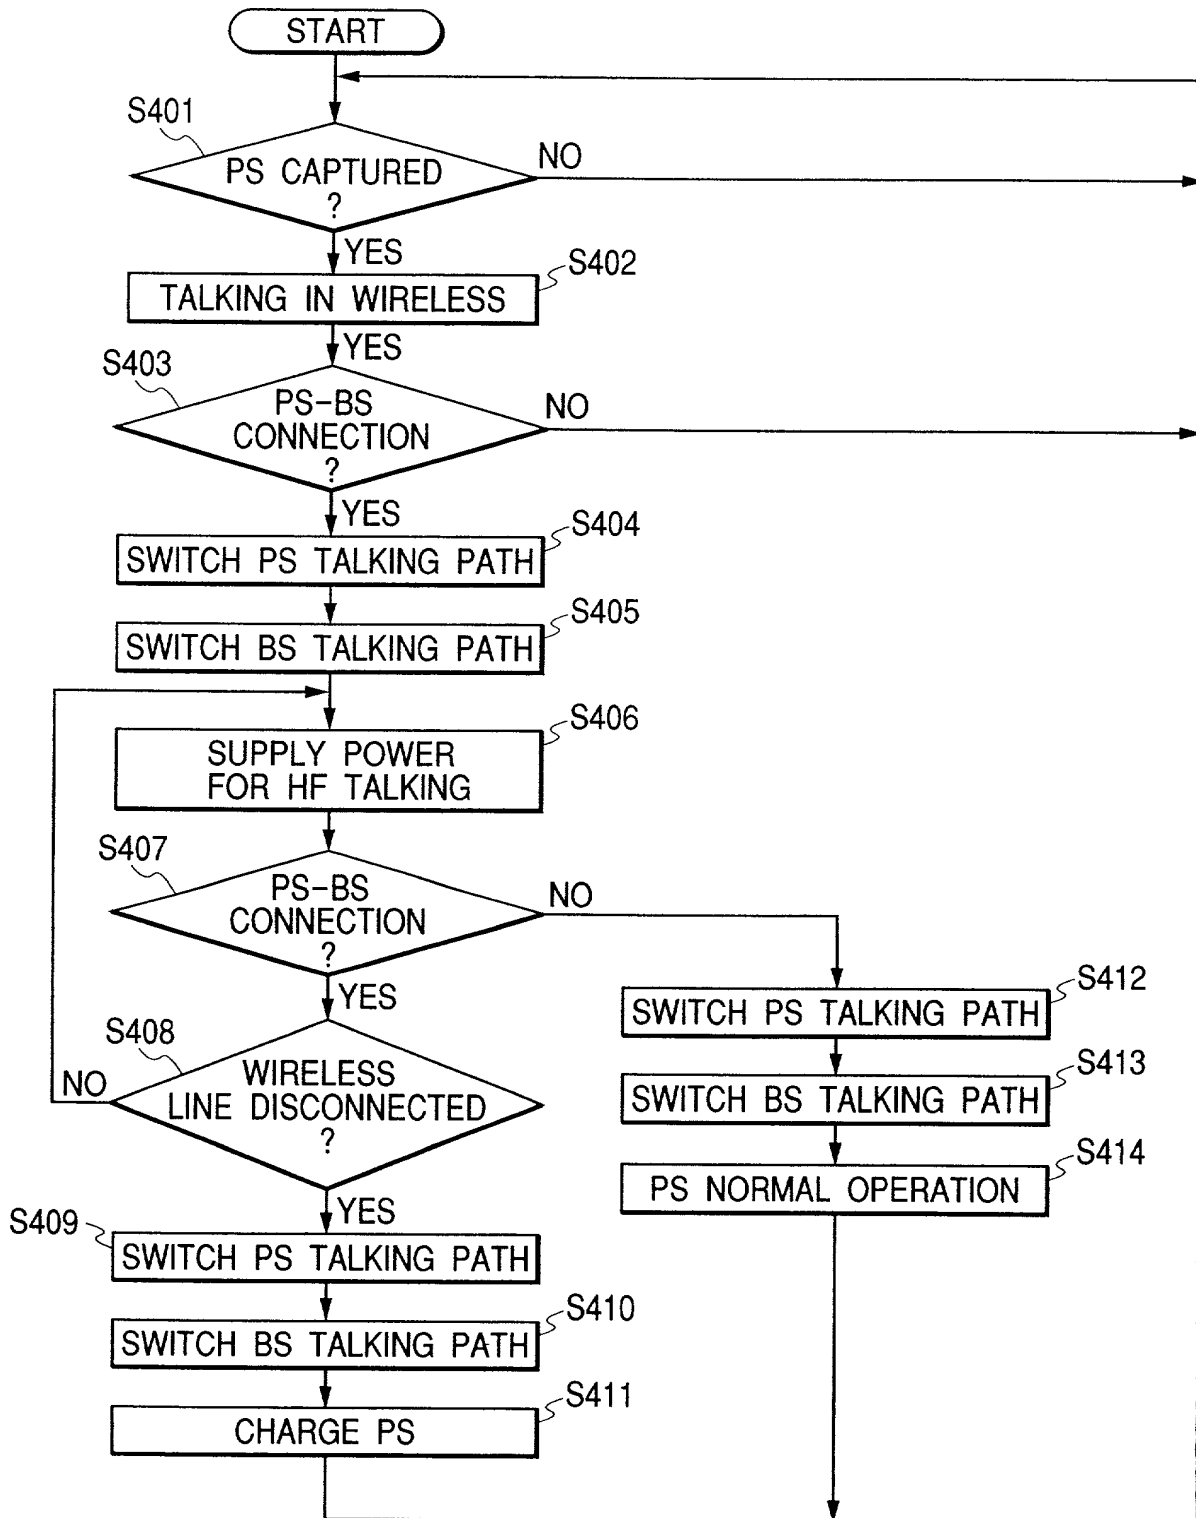 START
S401
PS CAPTURED
?
NO
YES
S402
TALKING IN WIRELESS
YES
S403
PS-BS
CONNECTION
?
NO
YES
S404
SWITCH PS TALKING PATH
S405
SWITCH BS TALKING PATH
S406
SUPPLY POWER
FOR HF TALKING
S407
PS-BS
CONNECTION
?
NO
YES
S408
WIRELESS
LINE DISCONNECTED
?
NO
YES
S409
SWITCH PS TALKING PATH
S410
SWITCH BS TALKING PATH
S411
CHARGE PS
S412
SWITCH PS TALKING PATH
S413
SWITCH BS TALKING PATH
S414
PS NORMAL OPERATION